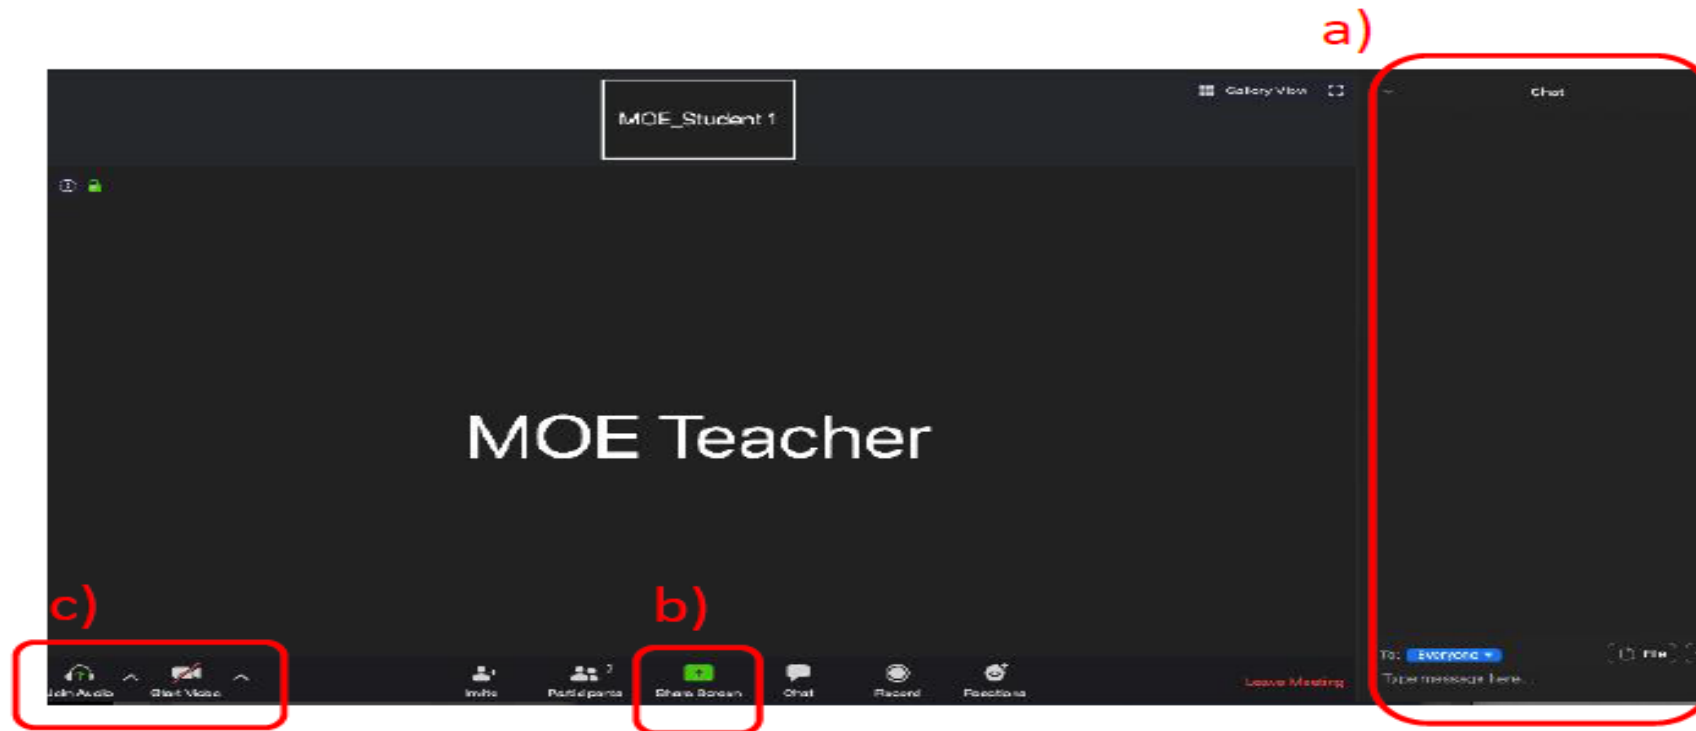 a)
Gallery View
Chat
MOE_Student 1
MOE Teacher
c)
b)
Join Audio
Start Video
Invite
Participants
2
Share Screen
Chat
Record
Reactions
Leave Meeting
To: Everyone
File
Type message here...